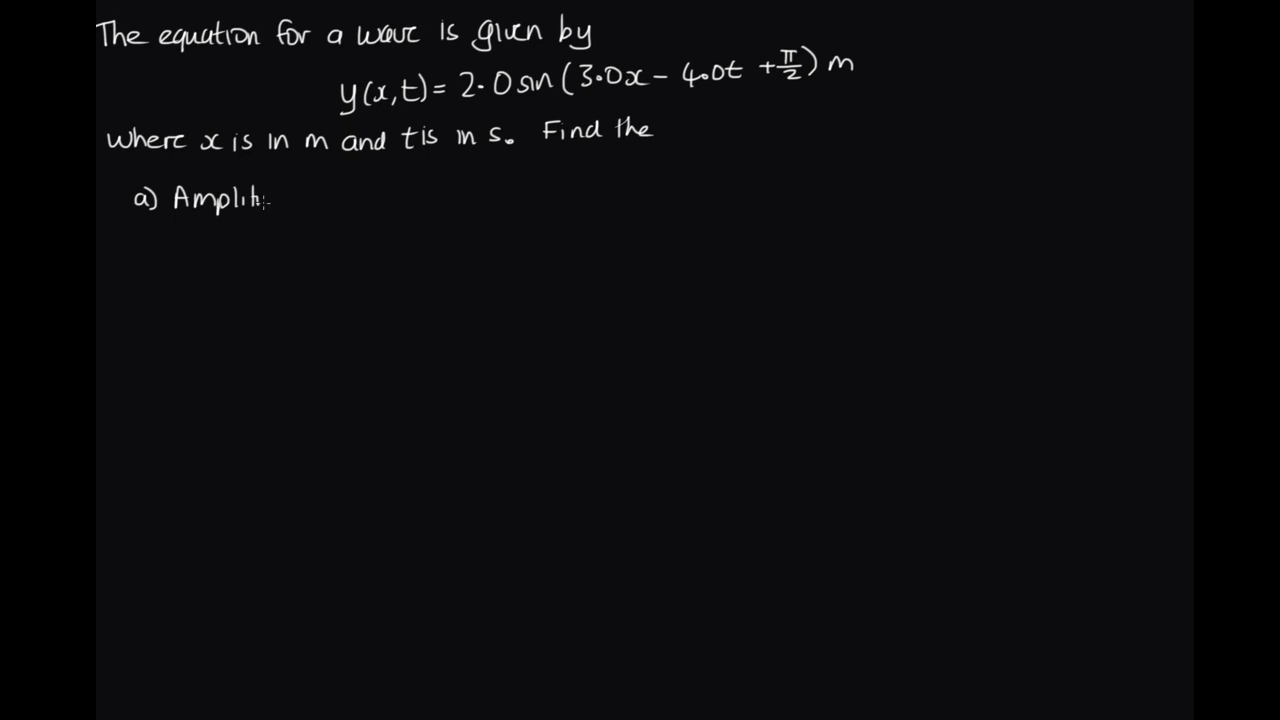 The equation for a wave is given by
y(x,t) = 2.0 sin (3.0x - 4.0t + π/2) m
where x is in m and t is in s. Find the
a) Amplit